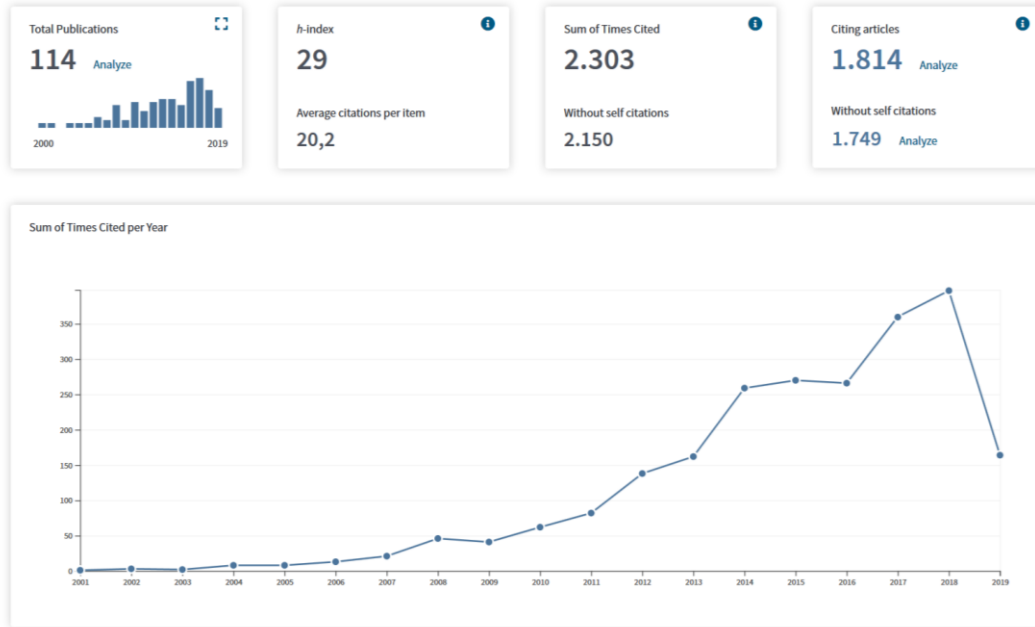 Total Publications
114 Analyze
2000 2019
h-index
29
Average citations per item
20,2
Sum of Times Cited
2.303
Without self citations
2.150
Citing articles
1.814 Analyze
Without self citations
1.749 Analyze
Sum of Times Cited per Year
350
300
250
200
150
100
50
0
2001 2002 2003 2004 2005 2006 2007 2008 2009 2010 2011 2012 2013 2014 2015 2016 2017 2018 2019